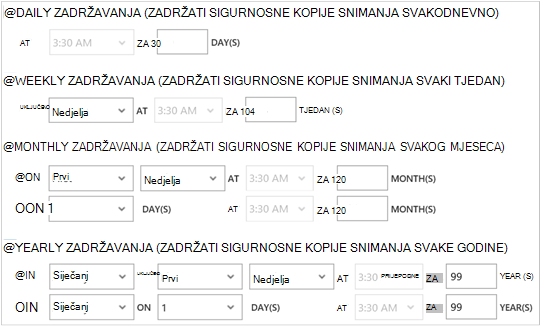 @DAILY ZADRŽAVANJA (ZADRŽATI SIGURNOSNE KOPIJE SNIMANJA SVAKODNEVNO)
AT 3:30 AM ZA 30 DAY(S)
@WEEKLY ZADRŽAVANJA (ZADRŽATI SIGURNOSNE KOPIJE SNIMANJA SVAKI TJEDAN)
Nedjelja AT 3:30 AM ZA 104 TJEDAN (S)
@MONTHLY ZADRŽAVANJA (ZADRŽATI SIGURNOSNE KOPIJE SNIMANJA SVAKOG MJESECA)
@ON Prvi Nedjelja AT 3:30 AM ZA 120 MONTH(S)
OON 1 DAY(S) AT 3:30 AM ZA 120 MONTH(S)
@YEARLY ZADRŽAVANJA (ZADRŽATI SIGURNOSNE KOPIJE SNIMANJA SVAKE GODINE)
@IN Siječanj Prvi Nedjelja AT 3:30 PRIJEPODNE ZA 99 YEAR (S)
OIN Siječanj ON 1 DAY(S) AT 3:30 AM ZA 99 YEAR(S)